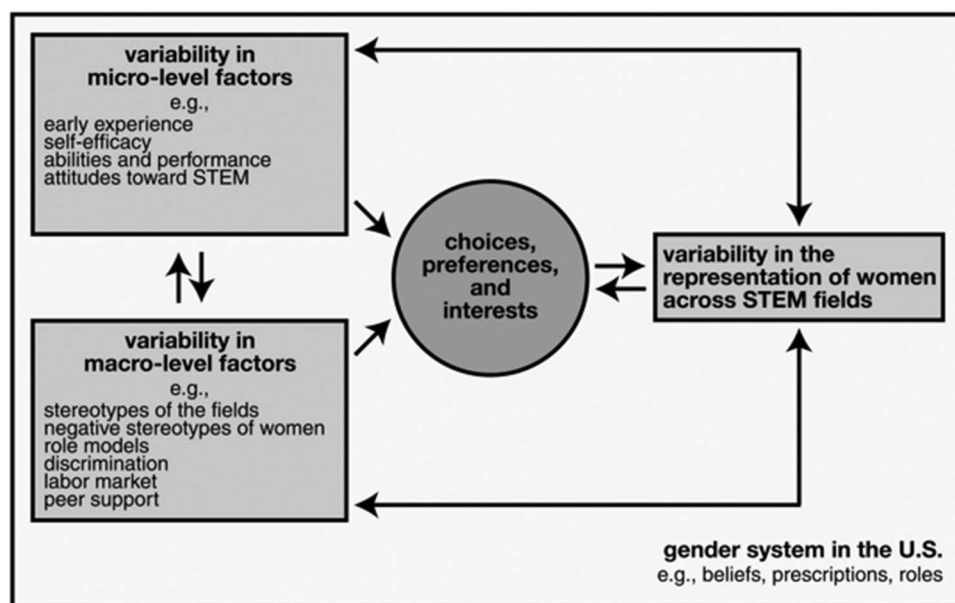 variability in
micro-level factors
e.g.,
early experience
self-efficacy
abilities and performance
attitudes toward STEM
choices,
preferences,
and
interests
variability in the
representation of women
across STEM fields
variability in
macro-level factors
e.g.,
stereotypes of the fields
negative stereotypes of women
role models
discrimination
labor market
peer support
gender system in the U.S.
e.g., beliefs, prescriptions, roles